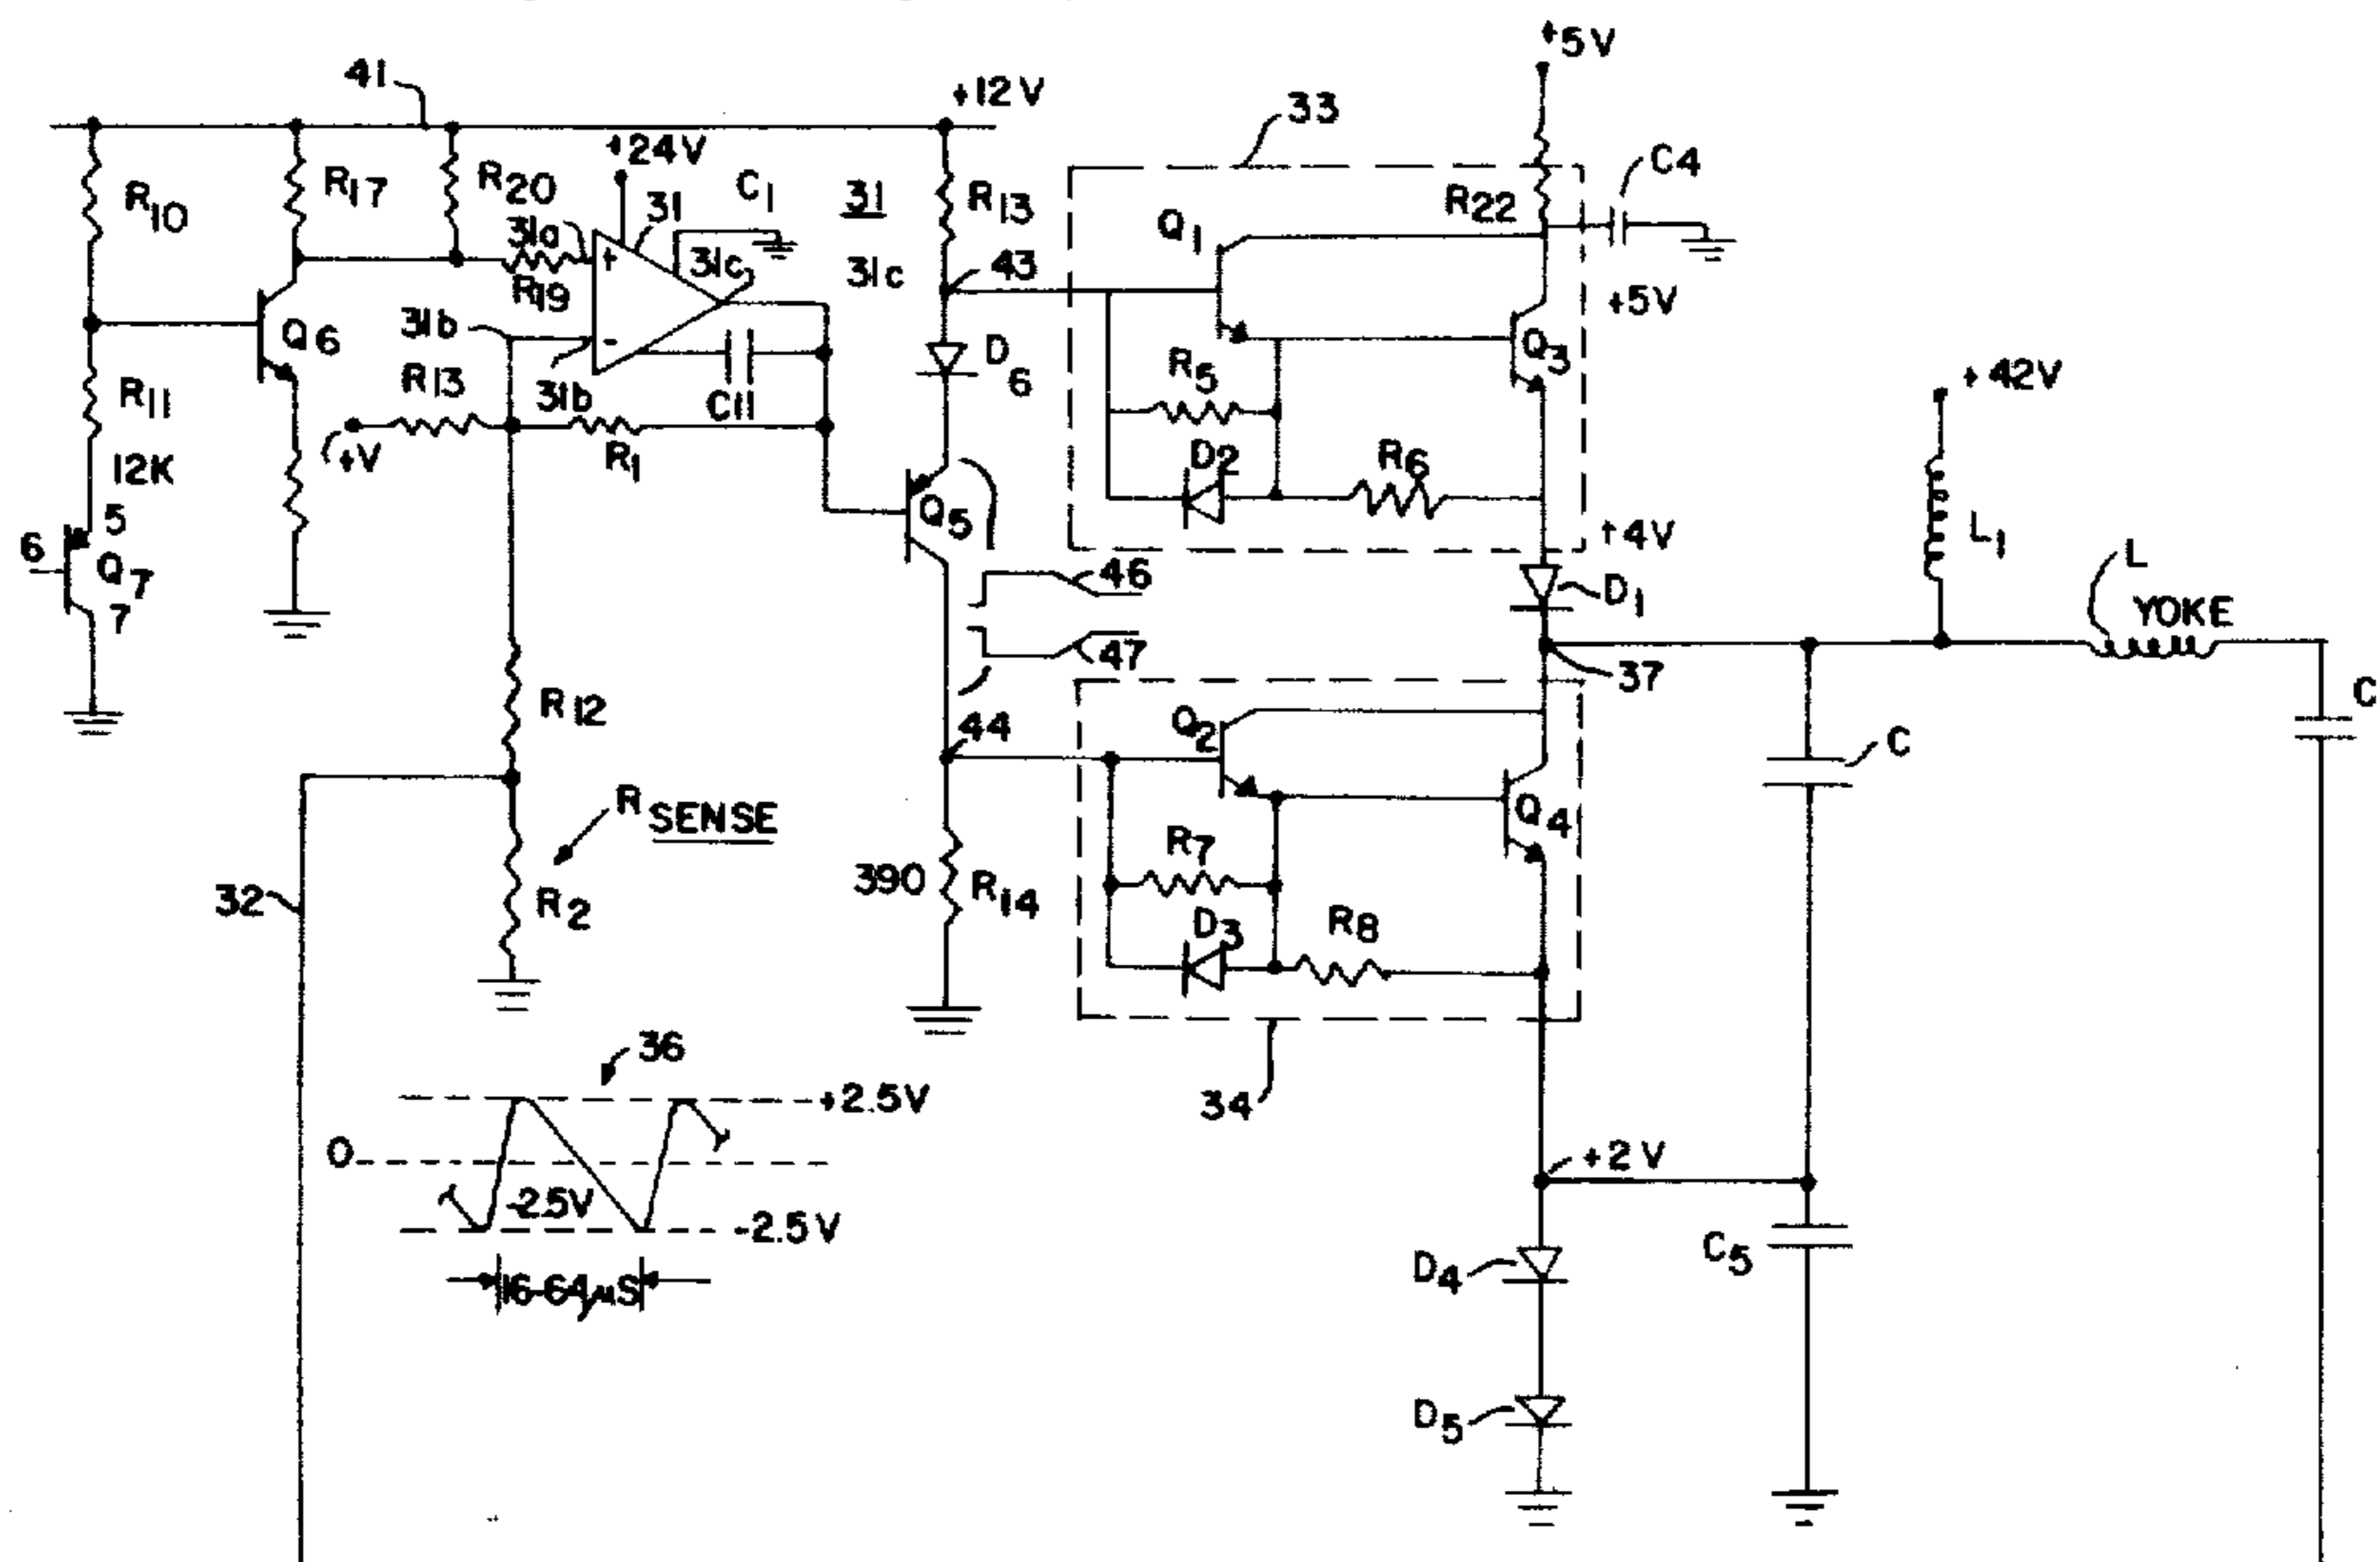 +5V
41
+12V
33
+24V
C4
R10
R17
R20
31
C1
31
R13
R22
31a
Q1
+
31c
31c
43
R19
+5V
31b
Q6
-
D6
Q3
R5
R13
31b
C11
+42V
R11
D2
R6
+V
R1
12K
Q5
5
L1
+4V
6
Q7
46
D1
L
YOKE
7
47
37
C
R12
Q2
44
C
R SENSE
Q4
R7
390
R14
32
R2
D3
R8
36
+2.5V
34
0
+2V
-2.5V
-2.5V
C5
D4
16-64µS
D5